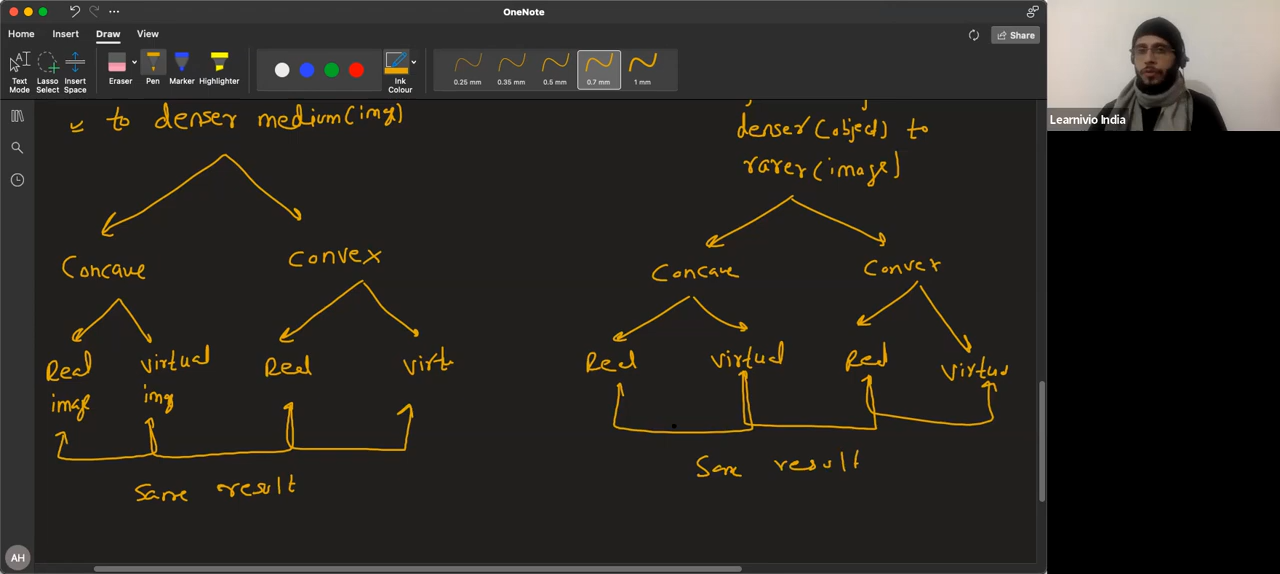 OneNote
Home Insert Draw View
Share
Text Mode
Lasso Select
Insert Space
Eraser
Pen
Marker
Highlighter
Ink Colour
0.25 mm
0.35 mm
0.5 mm
0.7 mm
1 mm
Learnivio India
to denser medium(img)
Concave
Convex
Real image
virtual img
Real
virt
denser(object) to
rarer(image)
Concave
Convex
Real
virtual
Real
virtual
Same result
Same result
AH